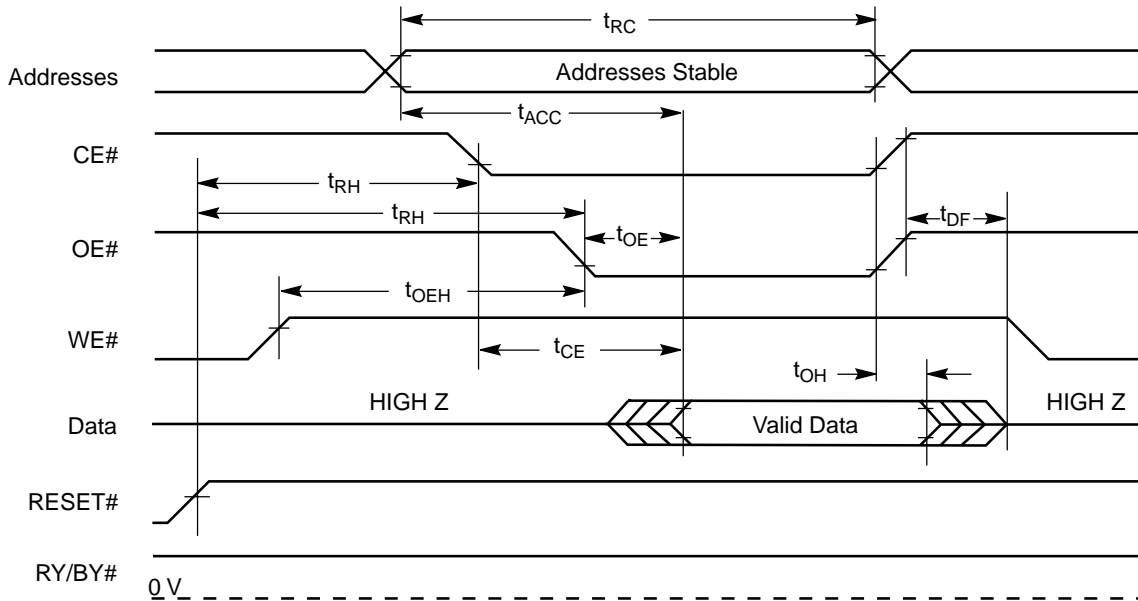 tRC
Addresses
Addresses Stable
tACC
CE#
tRH
tRH
tDF
OE#
tOE
tOEH
WE#
tCE
tOH
HIGH Z
HIGH Z
Data
Valid Data
RESET#
RY/BY#
0 V